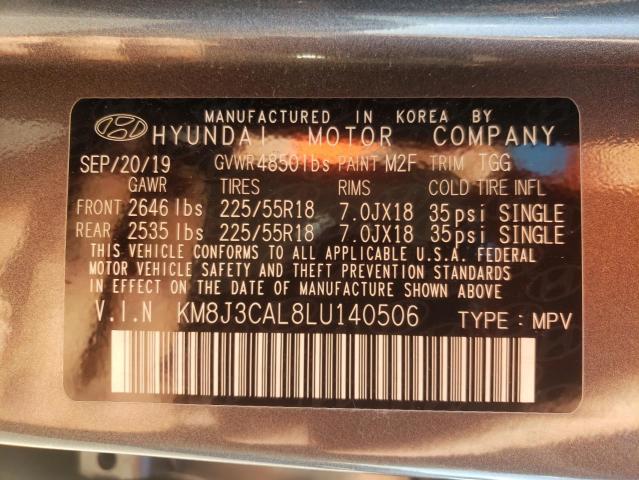 MANUFACTURED IN KOREA BY
HYUNDAI MOTOR COMPANY
SEP/20/19 GVWR 4850lbs PAINT M2F TRIM TGG
GAWR TIRES RIMS COLD TIRE INFL
FRONT 2646 lbs 225/55R18 7.0JX18 35psi SINGLE
REAR 2535 lbs 225/55R18 7.0JX18 35psi SINGLE
THIS VEHICLE CONFORMS TO ALL APPLICABLE U.S.A. FEDERAL
MOTOR VEHICLE SAFETY AND THEFT PREVENTION STANDARDS
IN EFFECT ON THE DATE OF MANUFACTURE SHOWN ABOVE
V.I.N KM8J3CAL8LU140506 TYPE : MPV